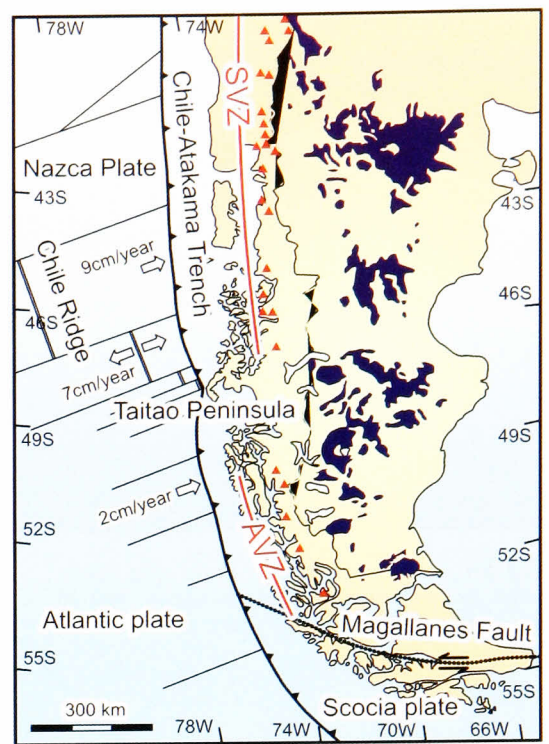 78W
74W
SVZ
Chile-Atakama Trench
Nazca Plate
43S
43S
9cm/year
Chile Ridge
46S
46S
7cm/year
Taitao Peninsula
49S
49S
2cm/year
AVZ
52S
52S
Atlantic plate
Magallanes Fault
55S
55S
Scocia plate
300 km
78W
74W
70W
66W